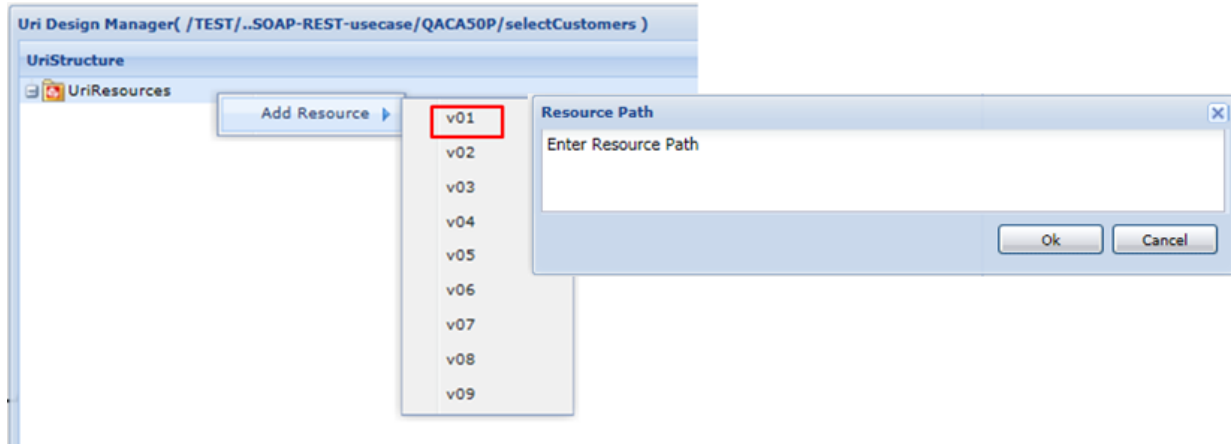 Uri Design Manager( /TEST/..SOAP-REST-usecase/QACA50P/selectCustomers )
UriStructure
UriResources
Add Resource
v01
v02
v03
v04
v05
v06
v07
v08
v09
Resource Path
Enter Resource Path
Ok
Cancel